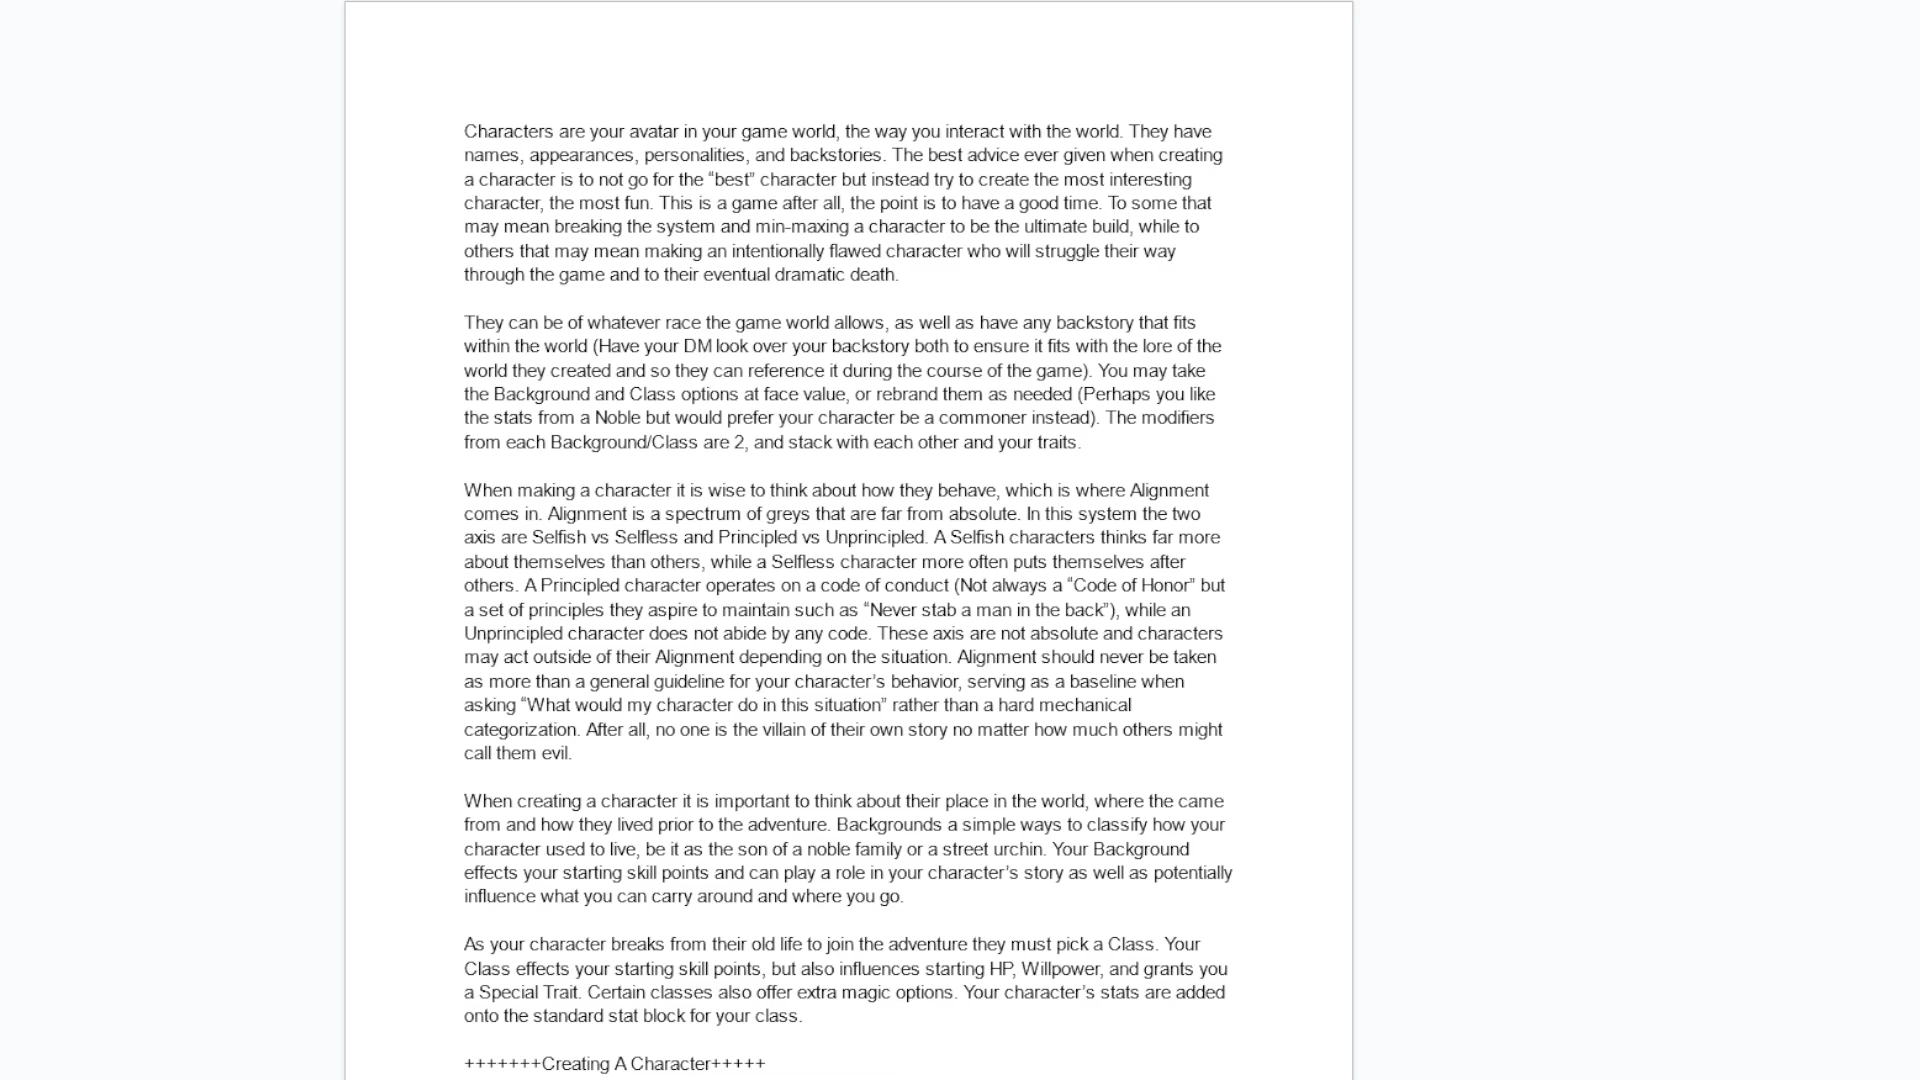 Characters are your avatar in your game world, the way you interact with the world. They have
names, appearances, personalities, and backstories. The best advice ever given when creating
a character is to not go for the “best” character but instead try to create the most interesting
character, the most fun. This is a game after all, the point is to have a good time. To some that
may mean breaking the system and min-maxing a character to be the ultimate build, while to
others that may mean making an intentionally flawed character who will struggle their way
through the game and to their eventual dramatic death.
They can be of whatever race the game world allows, as well as have any backstory that fits
within the world (Have your DM look over your backstory both to ensure it fits with the lore of the
world they created and so they can reference it during the course of the game). You may take
the Background and Class options at face value, or rebrand them as needed (Perhaps you like
the stats from a Noble but would prefer your character be a commoner instead). The modifiers
from each Background/Class are 2, and stack with each other and your traits.
When making a character it is wise to think about how they behave, which is where Alignment
comes in. Alignment is a spectrum of greys that are far from absolute. In this system the two
axis are Selfish vs Selfless and Principled vs Unprincipled. A Selfish characters thinks far more
about themselves than others, while a Selfless character more often puts themselves after
others. A Principled character operates on a code of conduct (Not always a “Code of Honor” but
a set of principles they aspire to maintain such as “Never stab a man in the back”), while an
Unprincipled character does not abide by any code. These axis are not absolute and characters
may act outside of their Alignment depending on the situation. Alignment should never be taken
as more than a general guideline for your character’s behavior, serving as a baseline when
asking “What would my character do in this situation” rather than a hard mechanical
categorization. After all, no one is the villain of their own story no matter how much others might
call them evil.
When creating a character it is important to think about their place in the world, where the came
from and how they lived prior to the adventure. Backgrounds a simple ways to classify how your
character used to live, be it as the son of a noble family or a street urchin. Your Background
effects your starting skill points and can play a role in your character’s story as well as potentially
influence what you can carry around and where you go.
As your character breaks from their old life to join the adventure they must pick a Class. Your
Class effects your starting skill points, but also influences starting HP, Willpower, and grants you
a Special Trait. Certain classes also offer extra magic options. Your character’s stats are added
onto the standard stat block for your class.
+++++++Creating A Character+++++